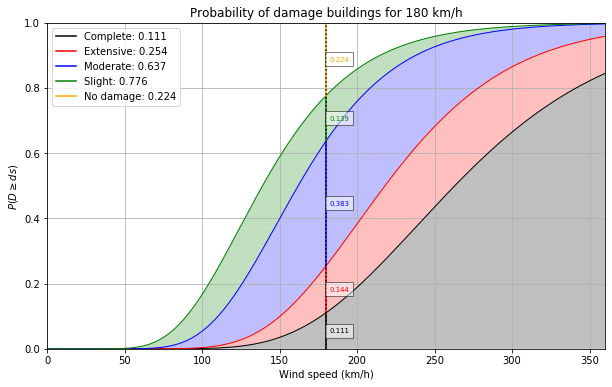 Probability of damage buildings for 180 km/h
Complete: 0.111
Extensive: 0.254
Moderate: 0.637
Slight: 0.776
No damage: 0.224
1.0
0.8
0.6
0.4
0.2
0.0
P(D ≥ ds)
0.224
0.139
0.383
0.144
0.111
0 50 100 150 200 250 300 350
Wind speed (km/h)